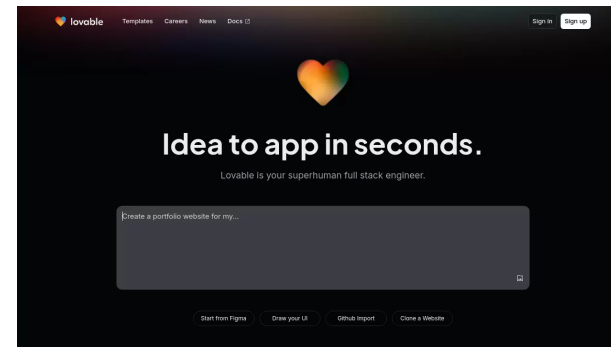 lovable
Templates Careers News Docs
Sign in Sign up
Idea to app in seconds.
Lovable is your superhuman full stack engineer.
Create a portfolio website for my...
Start from Figma Draw your UI Github Import Clone a Website